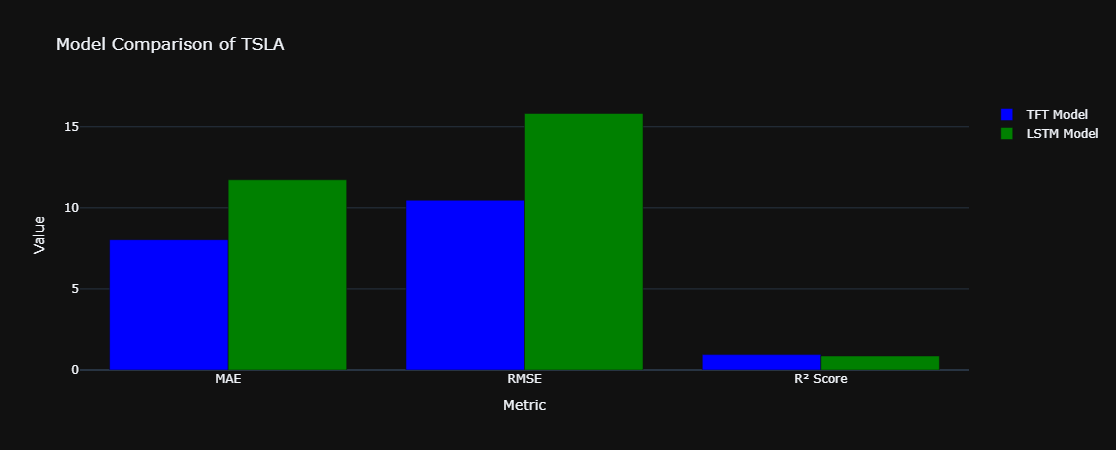 Model Comparison of TSLA
TFT Model
LSTM Model
15
10
5
0
Value
MAE
RMSE
R² Score
Metric